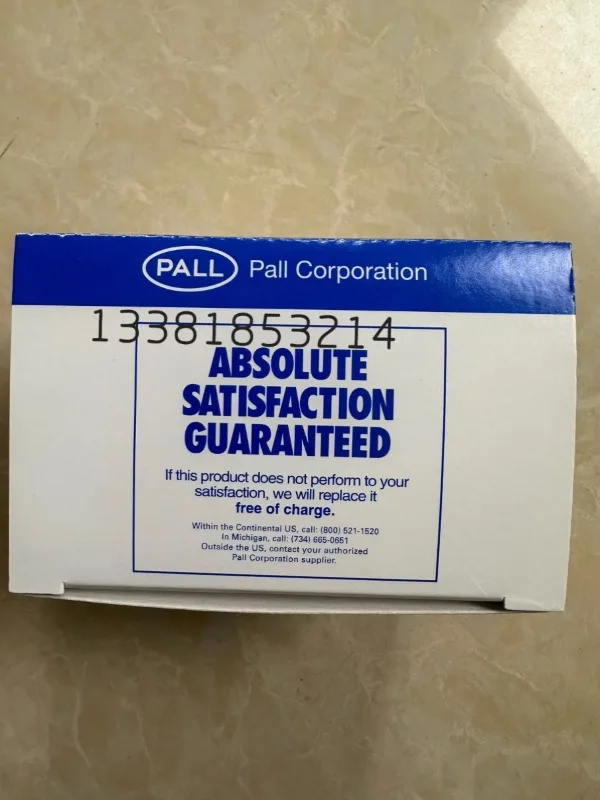 PALL Pall Corporation
13381853214
ABSOLUTE
SATISFACTION
GUARANTEED
If this product does not perform to your
satisfaction, we will replace it
free of charge.
Within the Continental US, call: (800) 521-1520
In Michigan, call: (734) 665-0651
Outside the US, contact your authorized
Pall Corporation supplier.